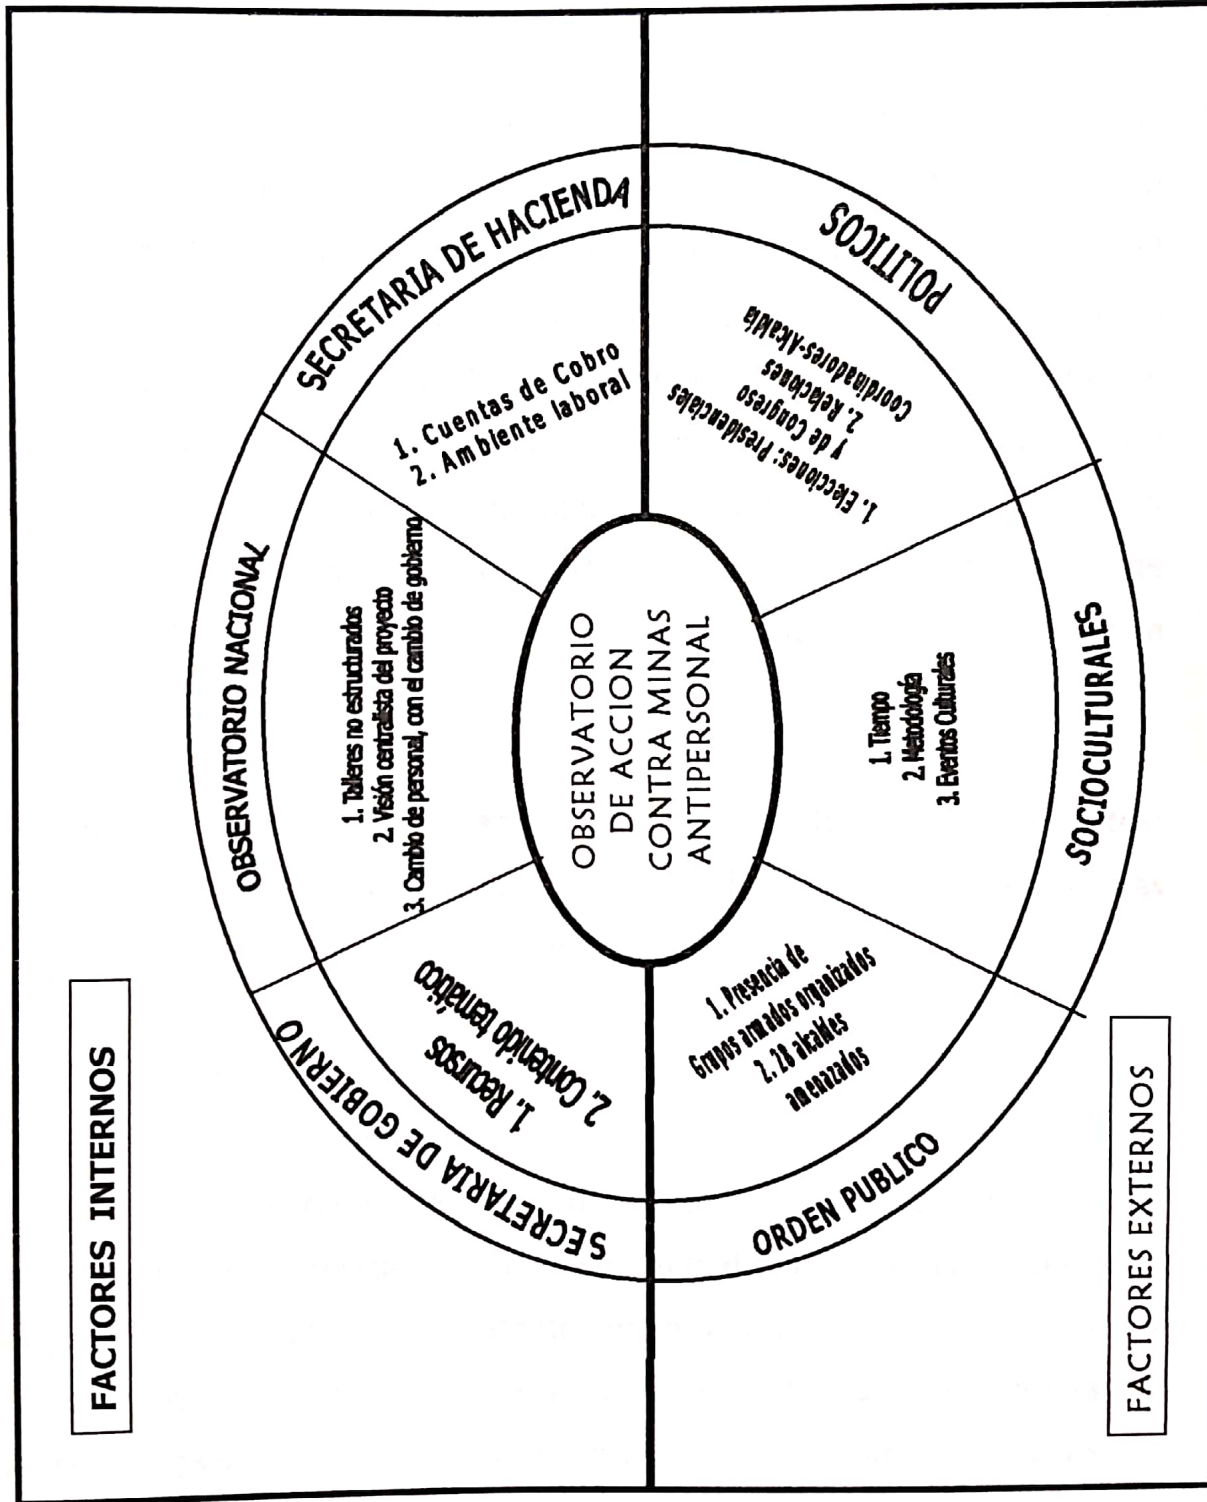 FACTORES INTERNOS
SECRETARIA DE GOBIERNO
1. Recursos
2. Contenido temático
OBSERVATORIO NACIONAL
1. Talleres no estructurados
2. Visión centralista del proyecto
3. Cambio de personal, con el cambio de gobierno
SECRETARIA DE HACIENDA
1. Cuentas de Cobro
2. Ambiente laboral
OBSERVATORIO
DE ACCION
CONTRA MINAS
ANTIPERSONAL
ORDEN PUBLICO
1. Presencia de
Grupos armados organizados
2. 28 alcaldes
amenazados
SOCIOCULTURALES
1. Tiempo
2. Metodología
3. Eventos Culturales
POLITICOS
1. Elecciones: Presidenciales
y de Congreso
2. Relaciones
Coordinadores-Alcaldía
FACTORES EXTERNOS